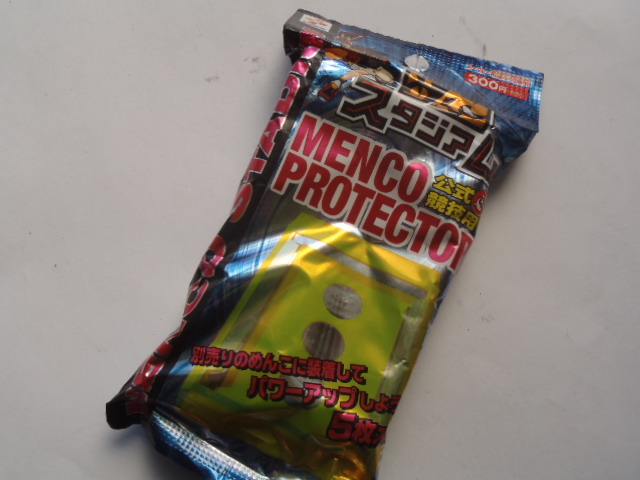 300円
スタジアム
MENCO
PROTECTOR
公式
競技用
別売りのめんこに装着して
パワーアップしよう
5枚